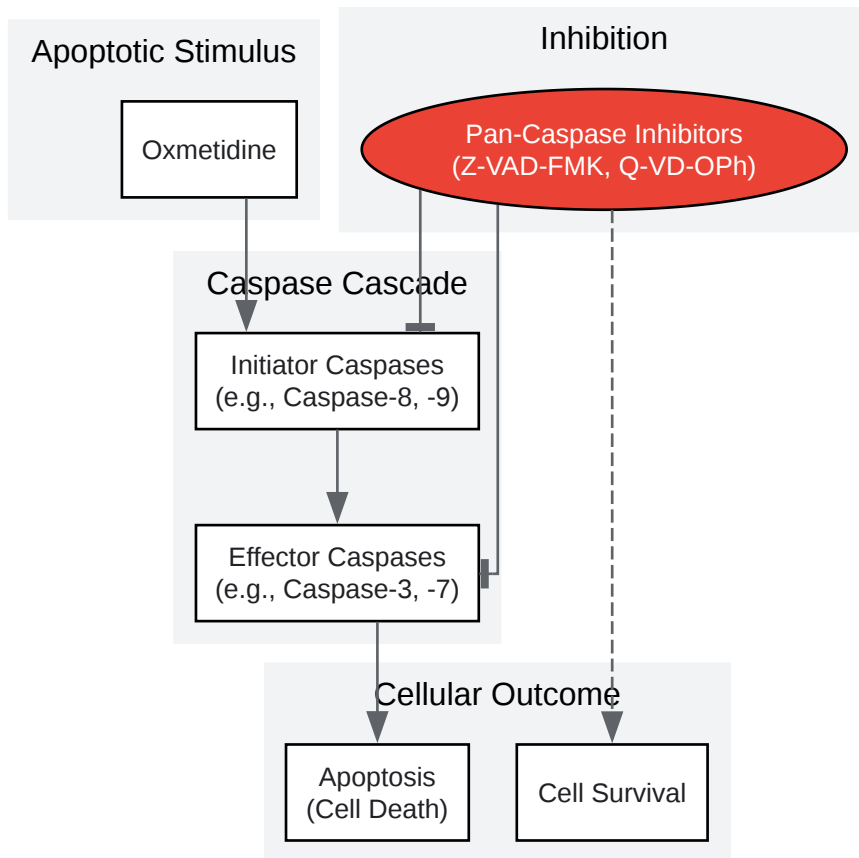 Apoptotic Stimulus
Oxmetidine
Inhibition
Pan-Caspase Inhibitors
(Z-VAD-FMK, Q-VD-OPh)
Caspase Cascade
Initiator Caspases
(e.g., Caspase-8, -9)
Effector Caspases
(e.g., Caspase-3, -7)
Cellular Outcome
Apoptosis
(Cell Death)
Cell Survival